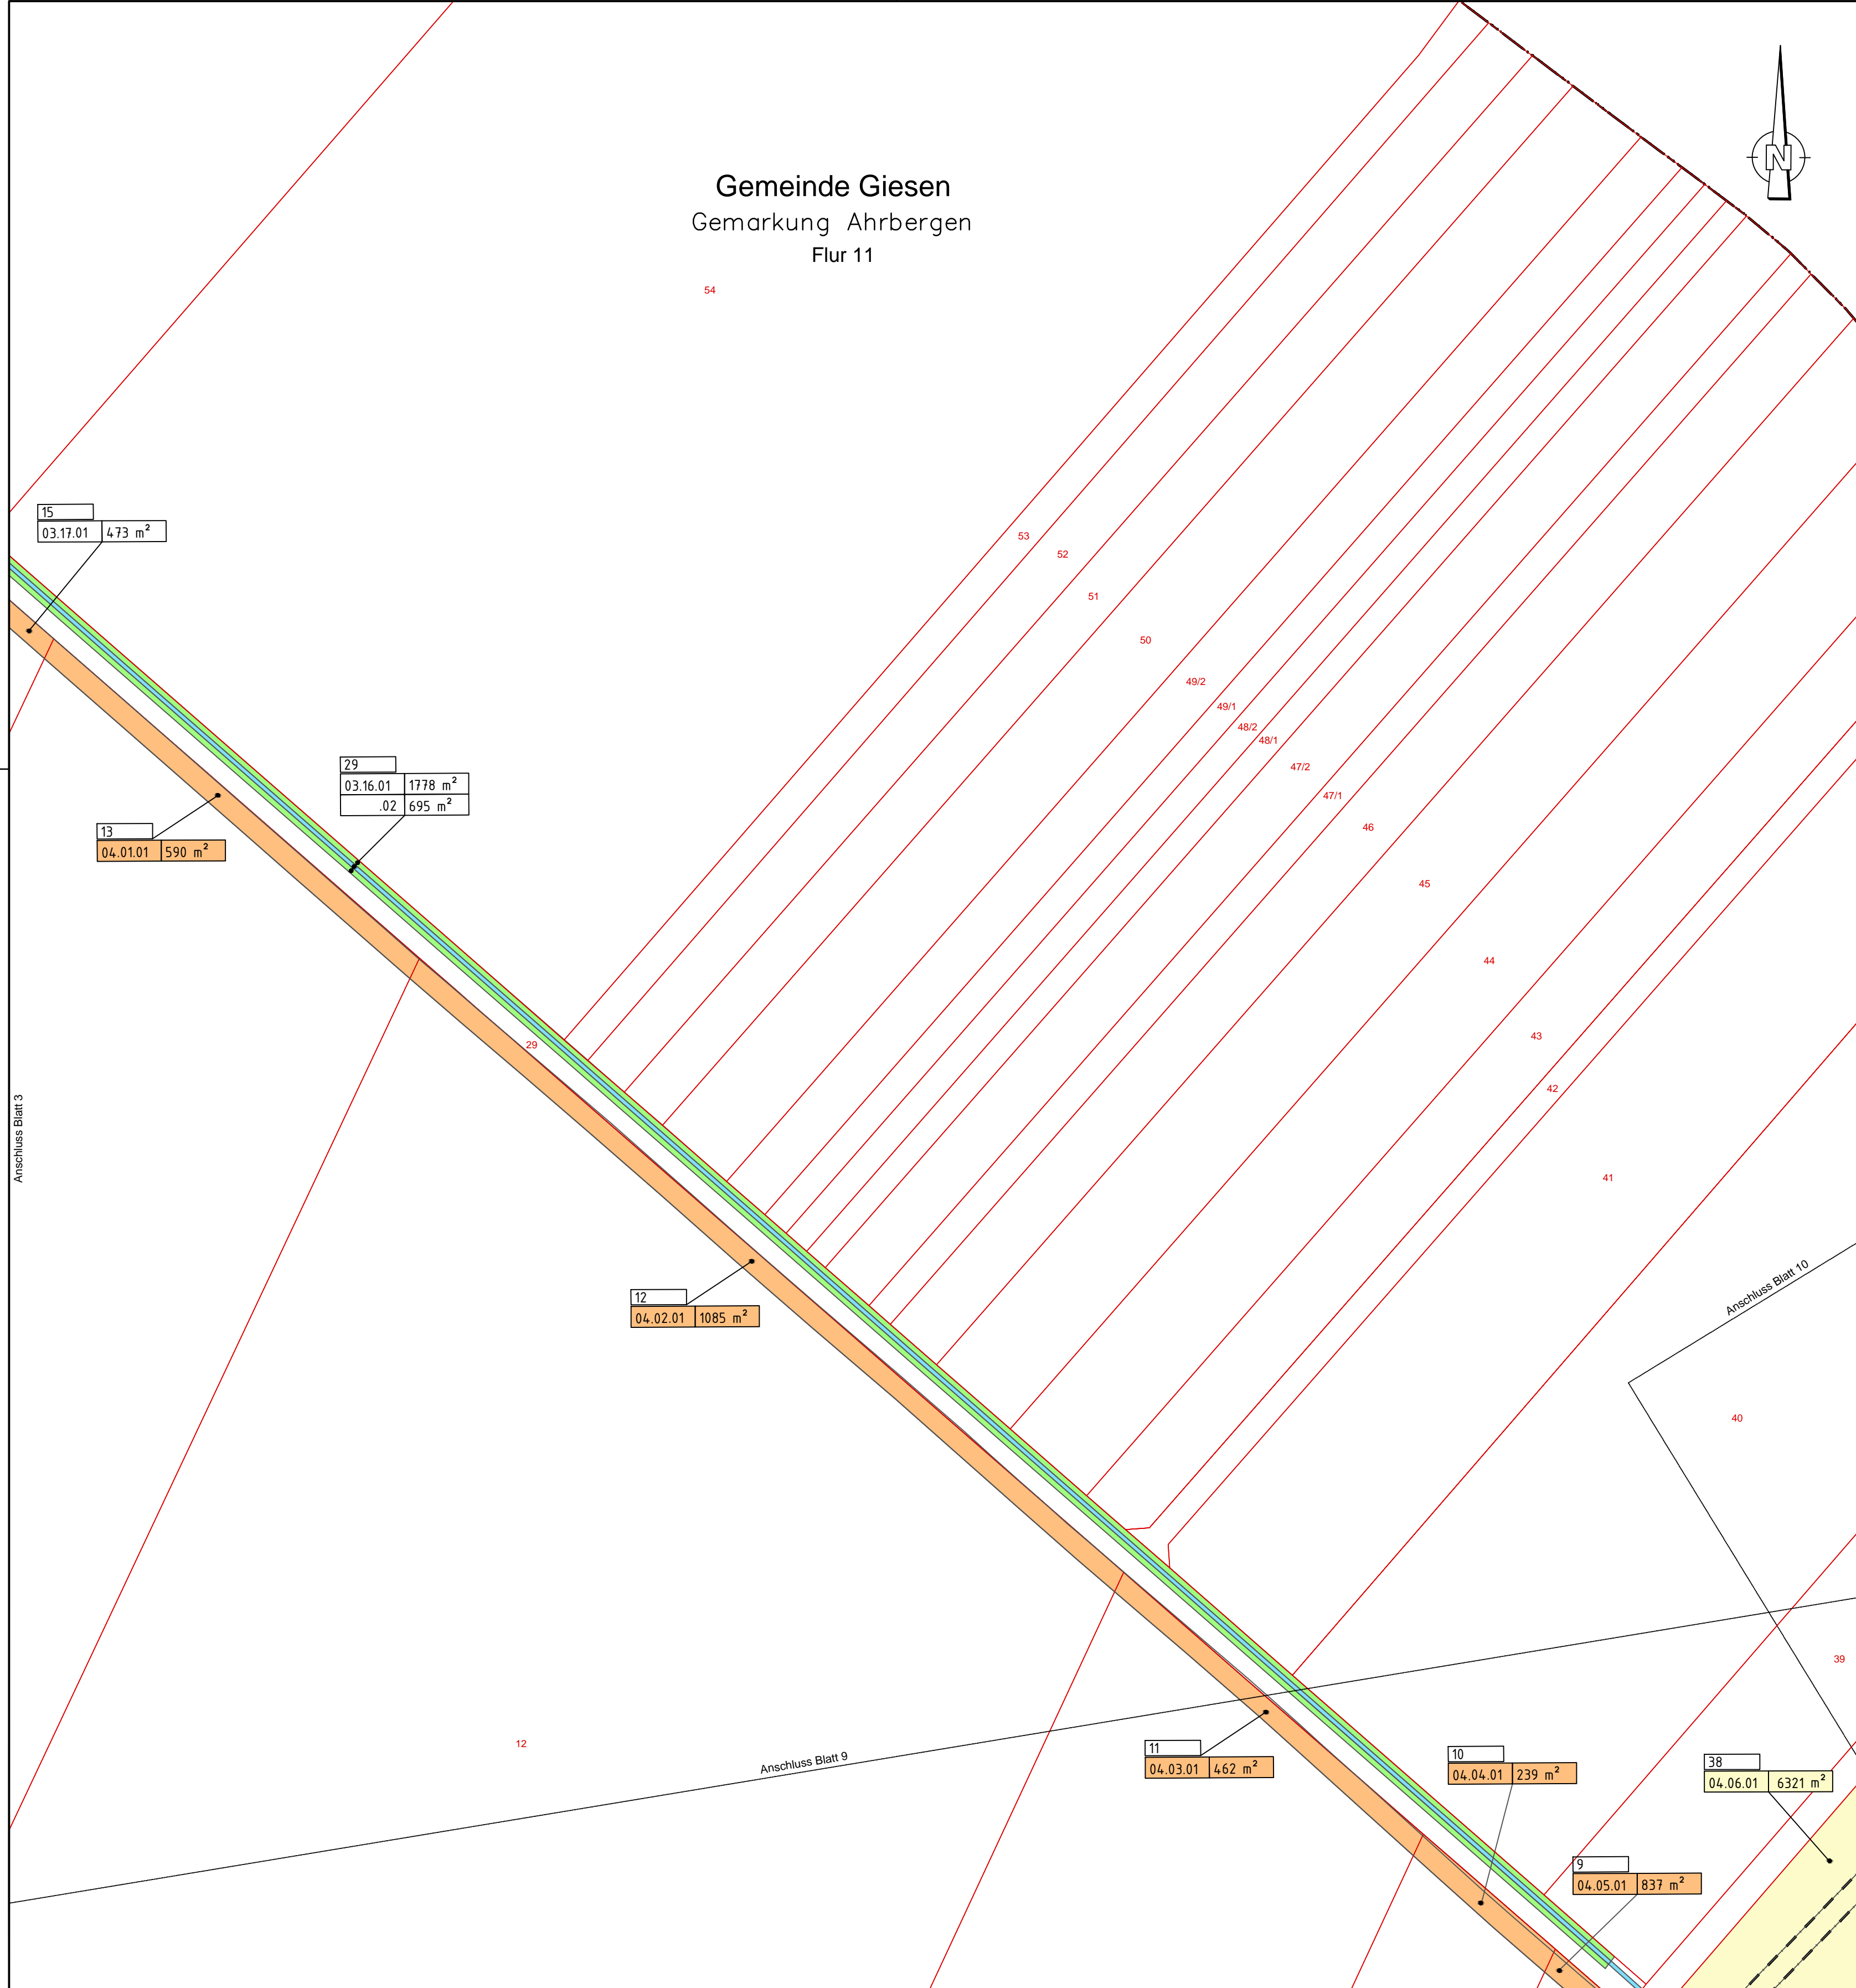 Gemeinde Giesen
Gemarkung Ahrbergen
Flur 11
N
54
15
03.17.01 473 m²
53
52
51
50
49/2
49/1
48/2
48/1
47/2
47/1
46
45
44
43
42
41
40
39
29
03.16.01 1778 m²
.02 695 m²
13
04.01.01 590 m²
29
Anschluss Blatt 3
12
04.02.01 1085 m²
Anschluss Blatt 10
12
Anschluss Blatt 9
11
04.03.01 462 m²
10
04.04.01 239 m²
38
04.06.01 6321 m²
9
04.05.01 837 m²